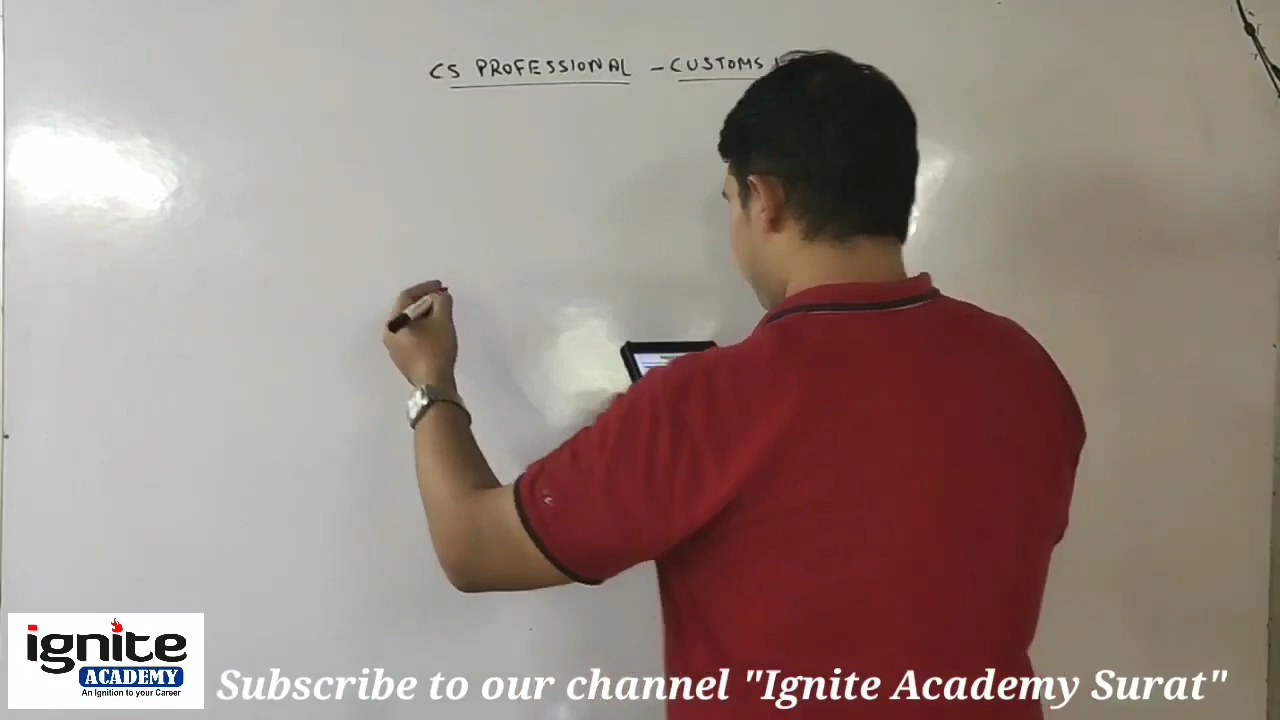 CS PROFESSIONAL - CUSTOMS
ignite
ACADEMY
An Ignition to your Career
Subscribe to our channel "Ignite Academy Surat"